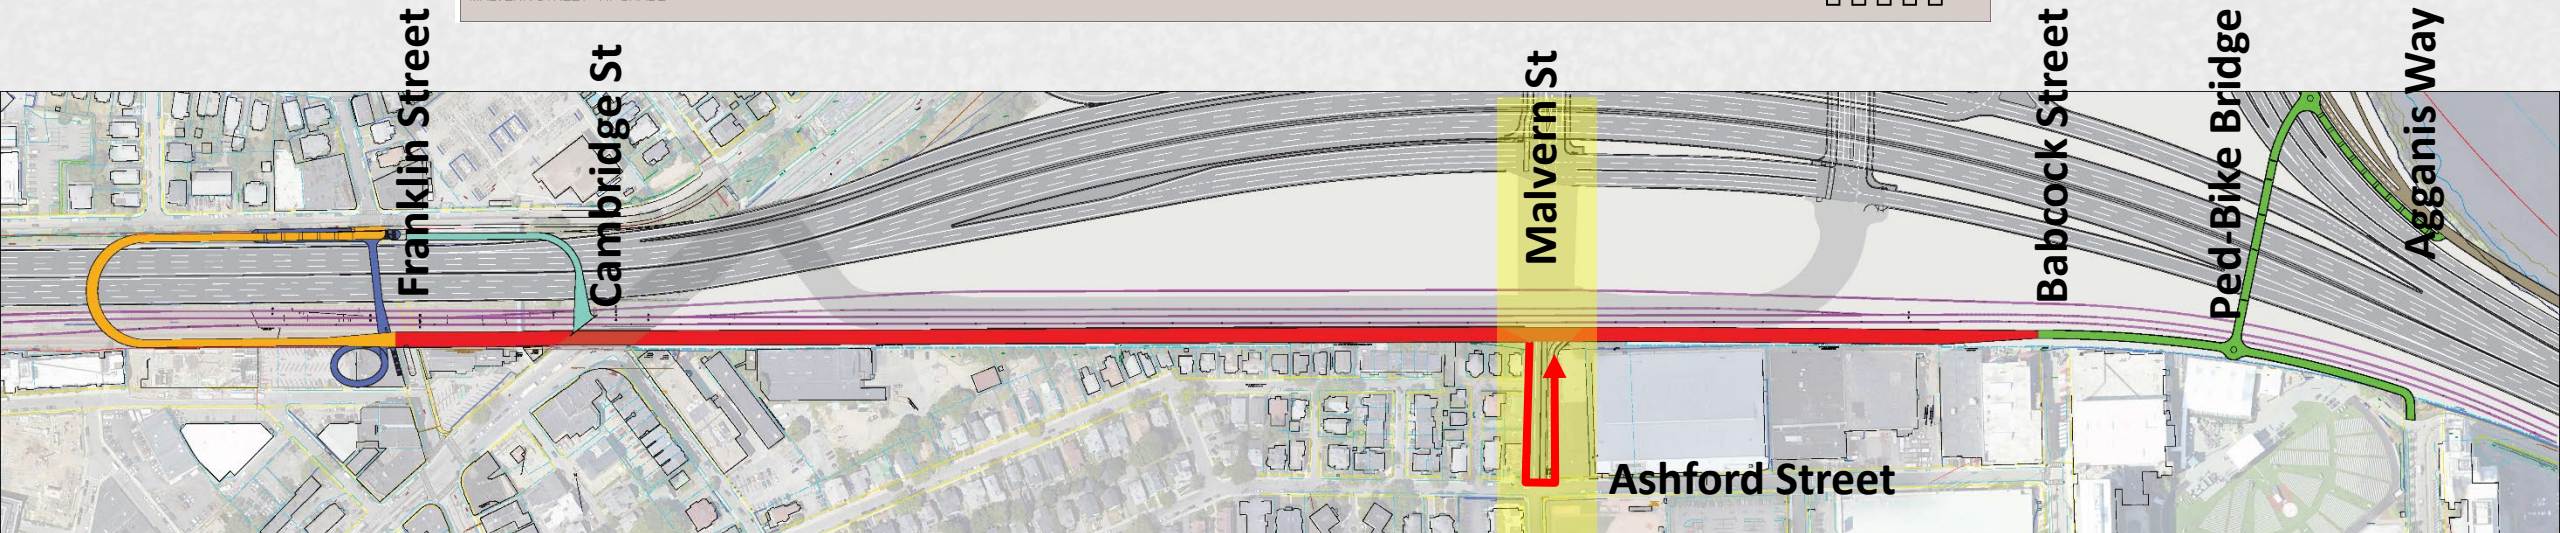 Franklin Street
Cambridge St
Malvern St
Babcock Street
Ped-Bike Bridge
Agganis Way
Ashford Street